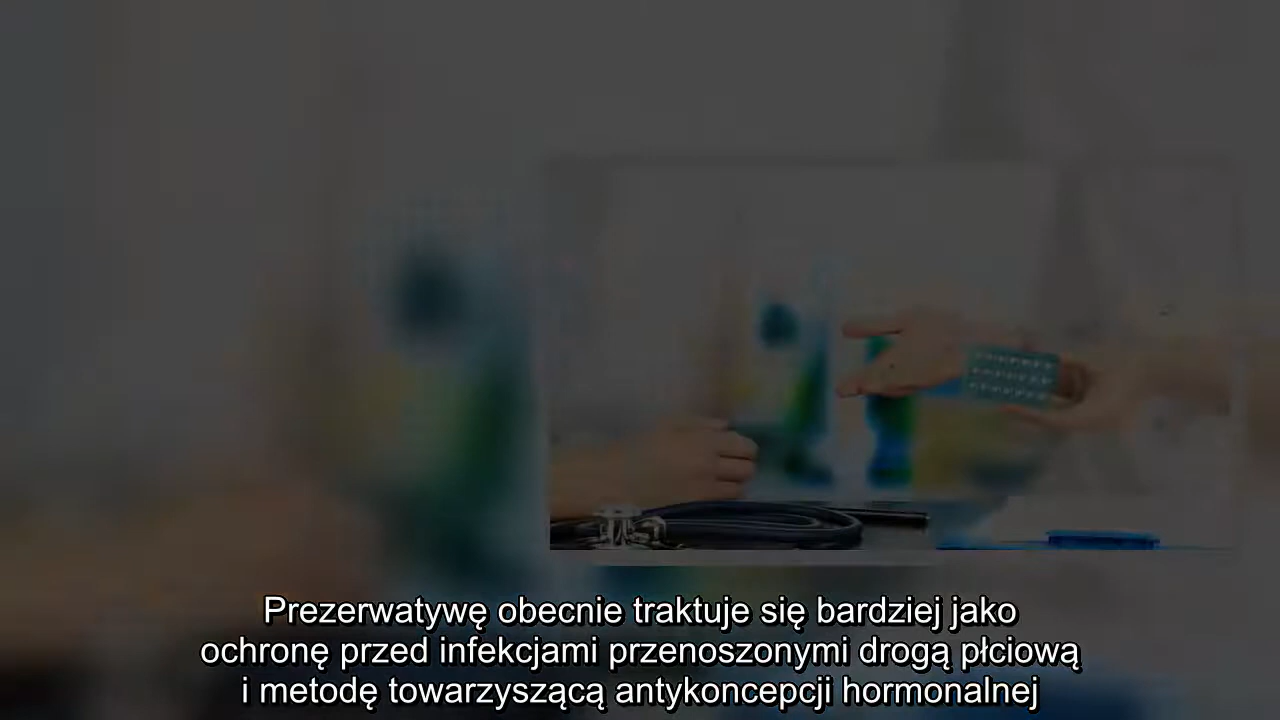 Prezerwatywę obecnie traktuje się bardziej jako
ochronę przed infekcjami przenoszonymi drogą płciową
i metodę towarzyszącą antykoncepcji hormonalnej